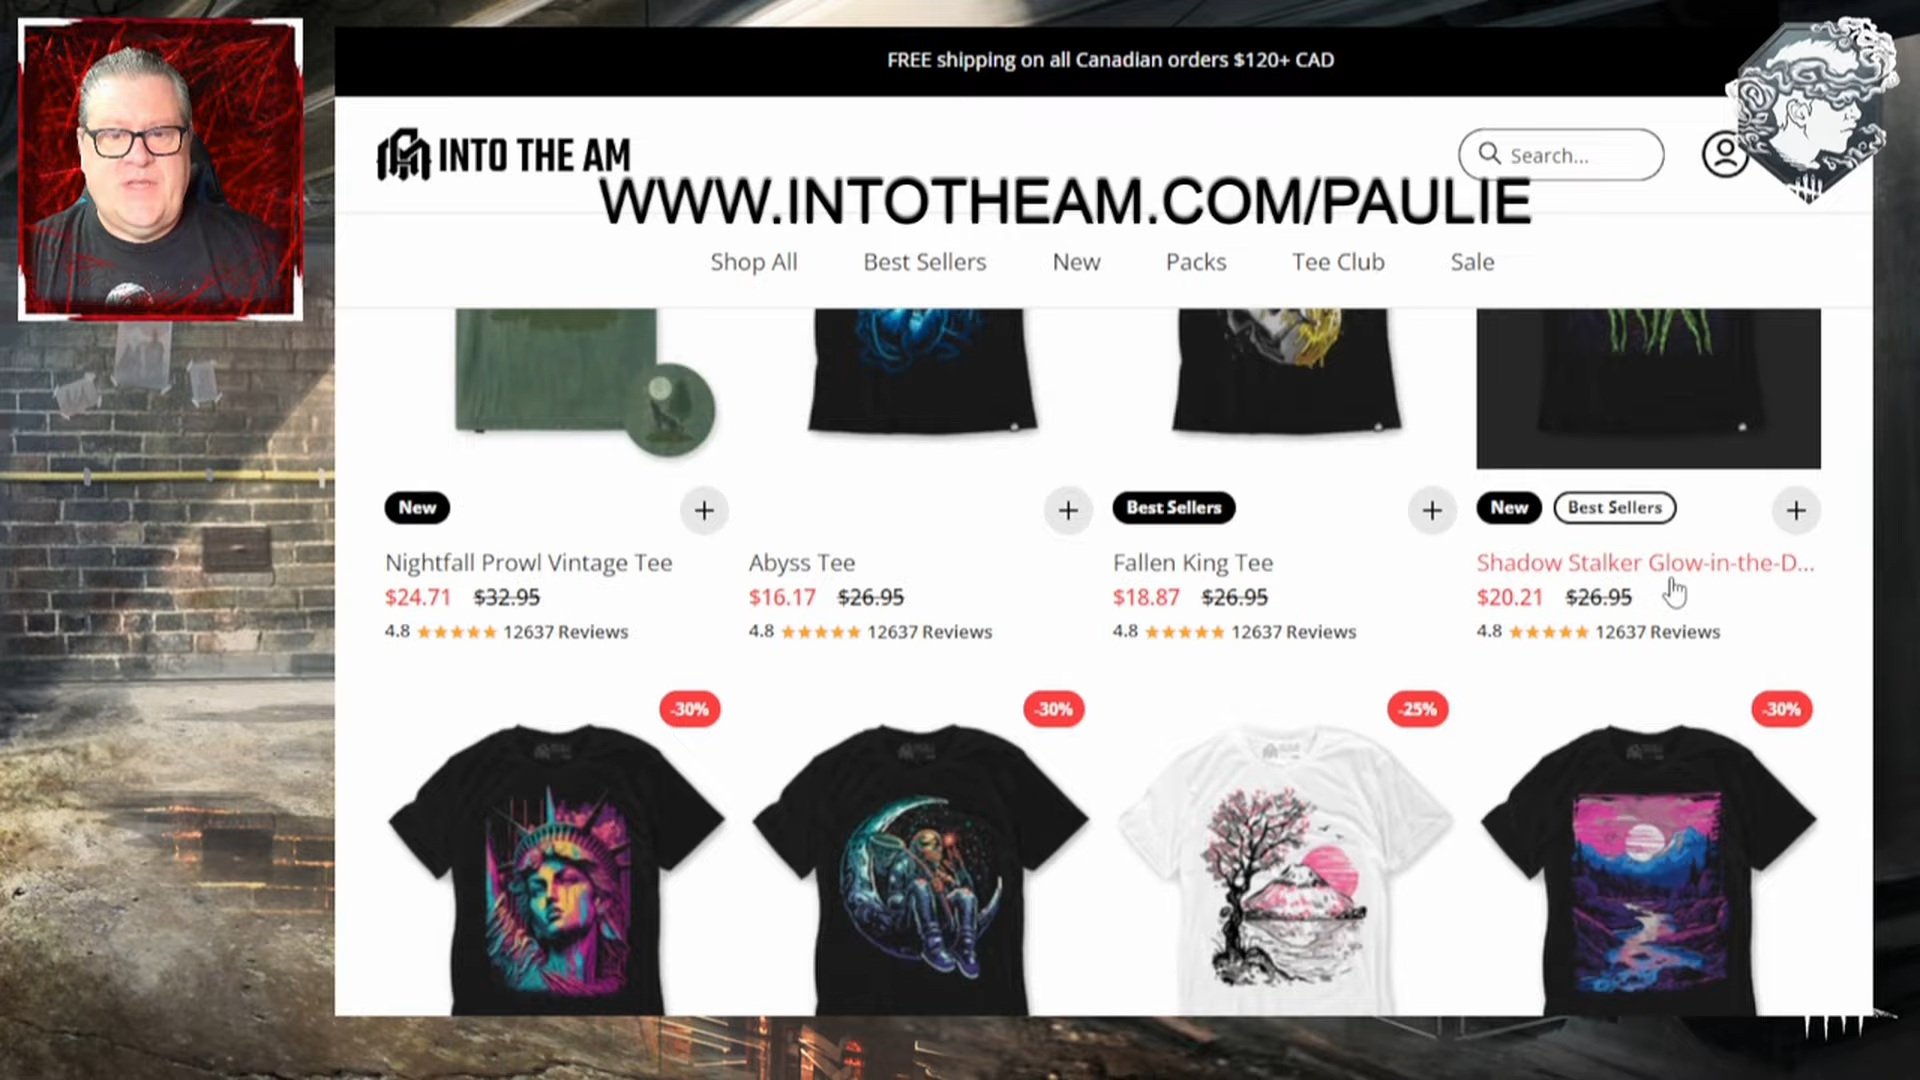 FREE shipping on all Canadian orders $120+ CAD
INTO THE AM
Search...
WWW.INTOTHEAM.COM/PAULIE
Shop All Best Sellers New Packs Tee Club Sale
New
Nightfall Prowl Vintage Tee
$24.71 $32.95
4.8 12637 Reviews
Abyss Tee
$16.17 $26.95
4.8 12637 Reviews
Best Sellers
Fallen King Tee
$18.87 $26.95
4.8 12637 Reviews
New Best Sellers
Shadow Stalker Glow-in-the-D...
$20.21 $26.95
4.8 12637 Reviews
-30%
-30%
-25%
-30%